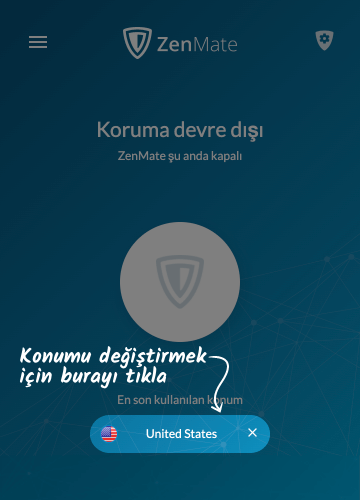 ZenMate
Koruma devre dışı
ZenMate şu anda kapalı
Konumu değiştirmek
için burayı tıkla
En son kullanılan konum
United States